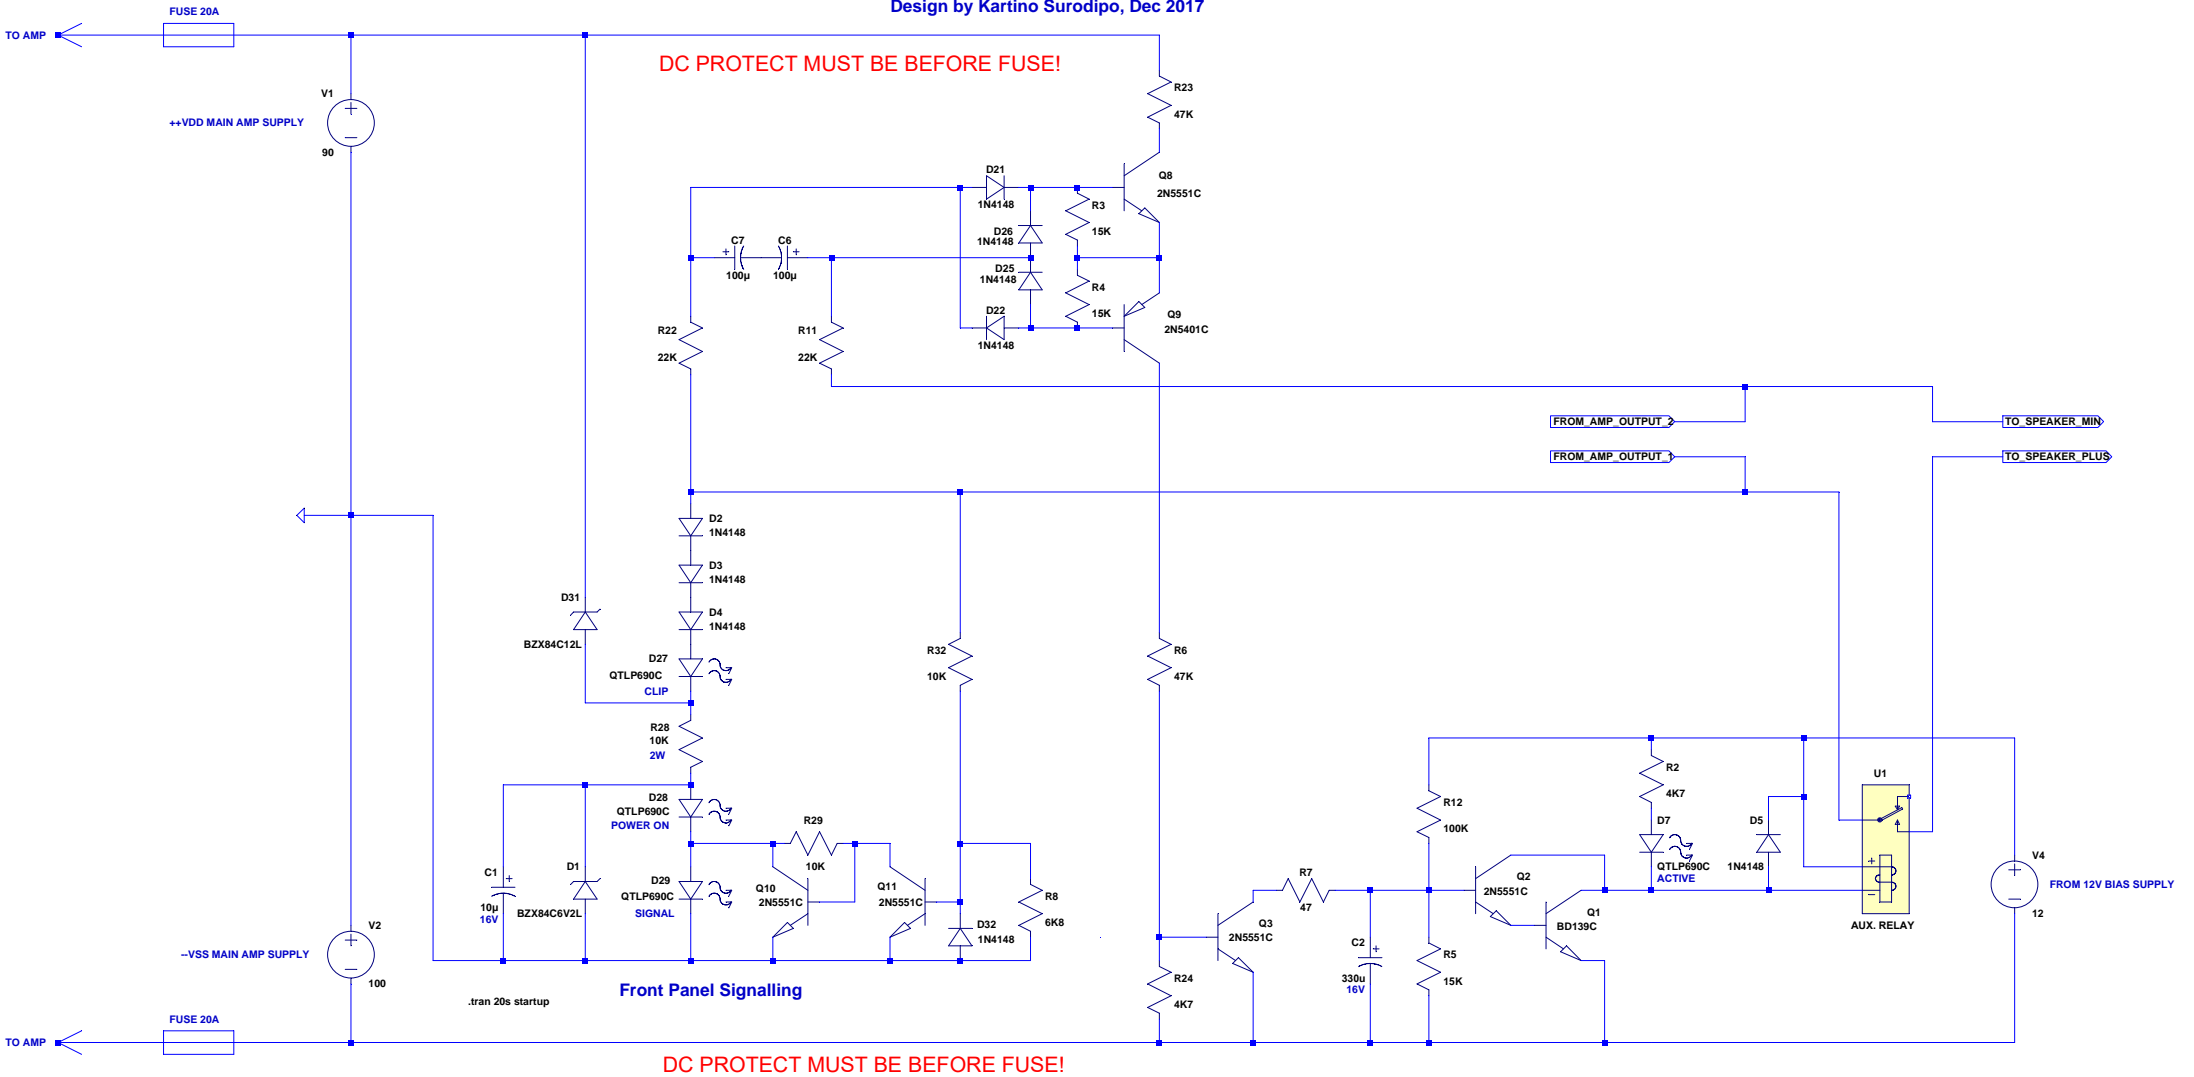 Design by Kartino Surodipo, Dec 2017
FUSE 20A
TO AMP
DC PROTECT MUST BE BEFORE FUSE!
V1
++VDD MAIN AMP SUPPLY
90
R23
47K
D21
1N4148
Q8
2N5551C
R3
15K
D26
1N4148
C7
100µ
C6
100µ
D25
1N4148
R4
15K
D22
1N4148
Q9
2N5401C
R22
22K
R11
22K
FROM_AMP_OUTPUT_2
TO_SPEAKER_MIN
FROM_AMP_OUTPUT_1
TO_SPEAKER_PLUS
D2
1N4148
D3
1N4148
D4
1N4148
D31
BZX84C12L
D27
QTLP690C
CLIP
R32
10K
R6
47K
R28
10K
2W
D28
QTLP690C
POWER ON
R29
10K
C1
10µ
16V
D1
BZX84C6V2L
D29
QTLP690C
SIGNAL
Q10
2N5551C
Q11
2N5551C
D32
1N4148
R8
6K8
R2
4K7
U1
R12
100K
D7
QTLP690C
ACTIVE
D5
1N4148
V4
FROM 12V BIAS SUPPLY
12
R7
47
Q2
2N5551C
Q1
BD139C
AUX. RELAY
Q3
2N5551C
C2
330u
16V
R5
15K
R24
4K7
V2
--VSS MAIN AMP SUPPLY
100
.tran 20s startup
Front Panel Signalling
FUSE 20A
TO AMP
DC PROTECT MUST BE BEFORE FUSE!